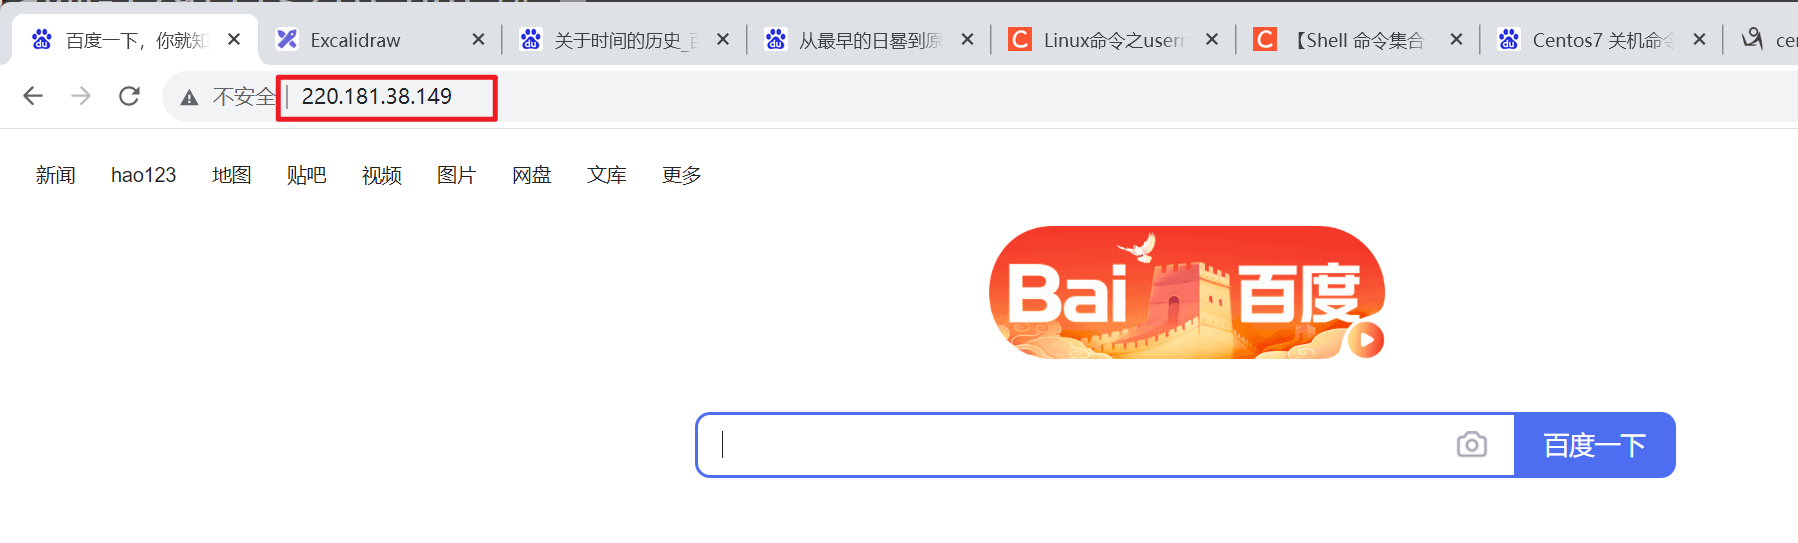 百度一下，你就知
Excalidraw
关于时间的历史_百
从最早的日晷到原
Linux命令之usern
【Shell 命令集合
Centos7 关机命令
cer
不安全 220.181.38.149
新闻 hao123 地图 贴吧 视频 图片 网盘 文库 更多
Bai 百度
百度一下